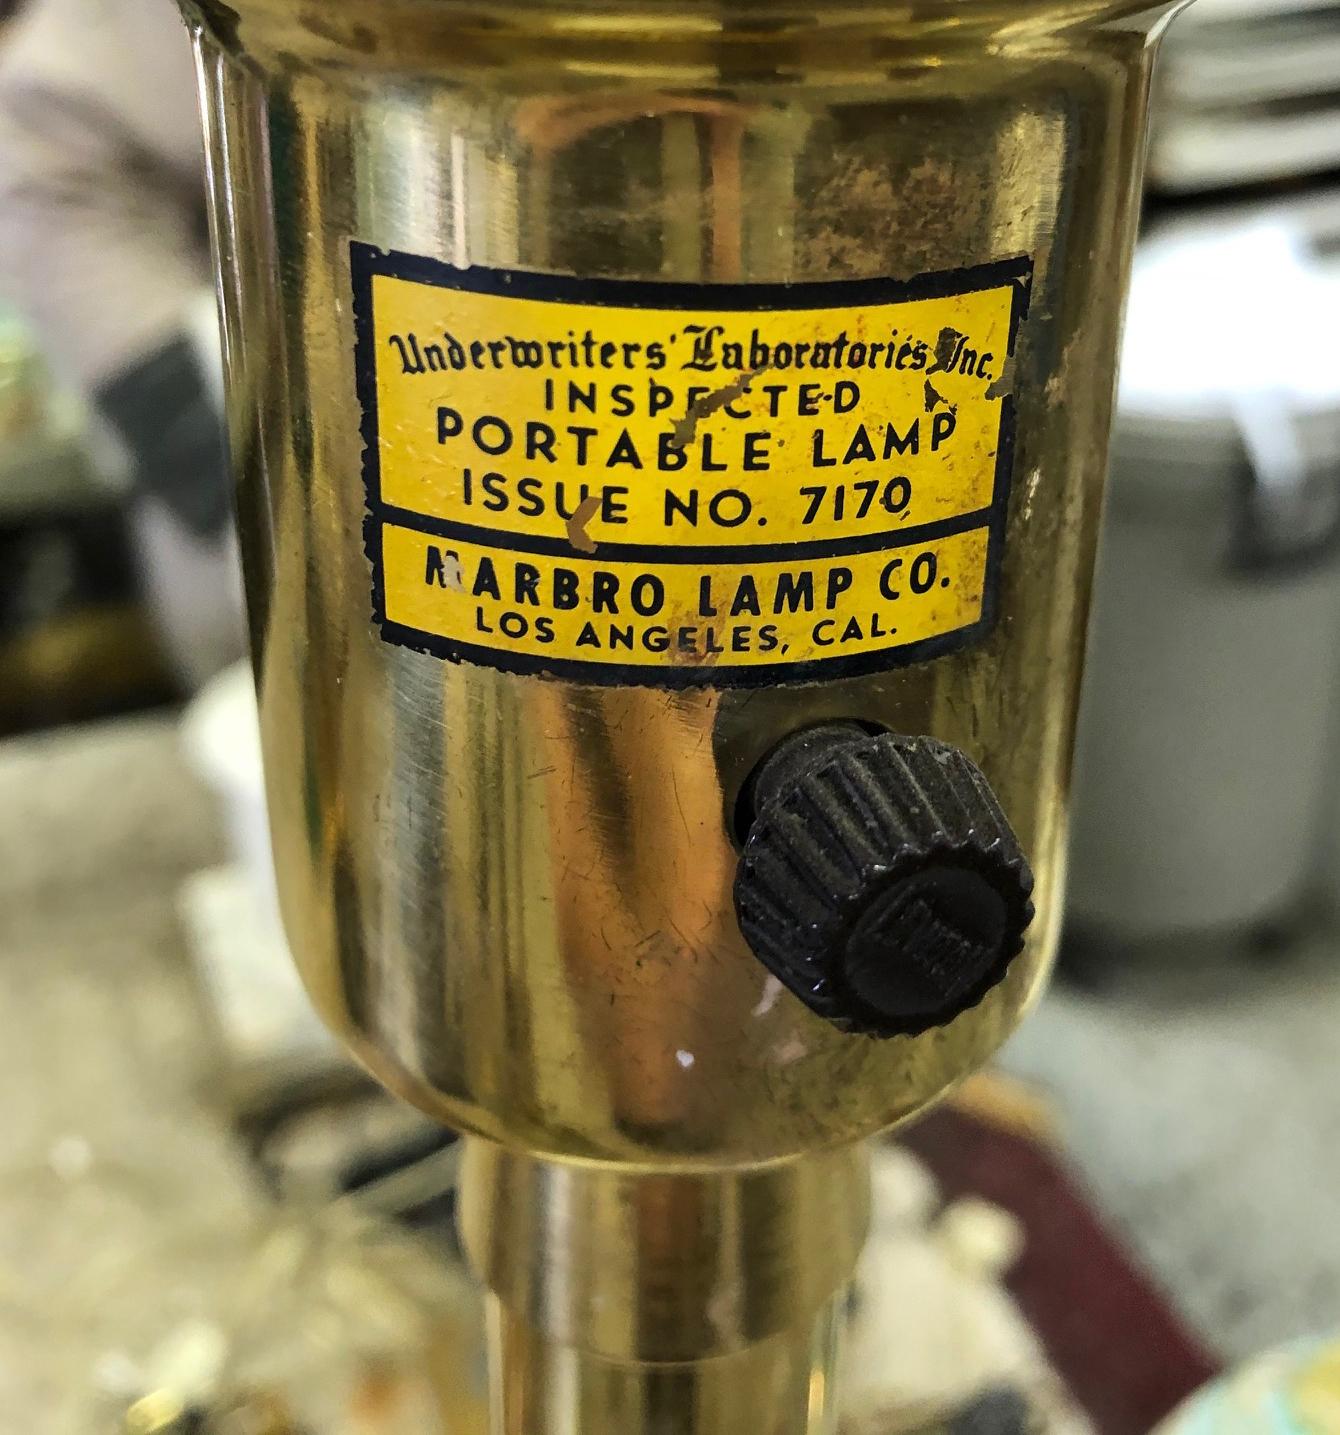 Underwriters' Laboratories, Inc.
INSPECTED
PORTABLE LAMP
ISSUE NO. 7170
MARBRO LAMP CO.
LOS ANGELES, CAL.